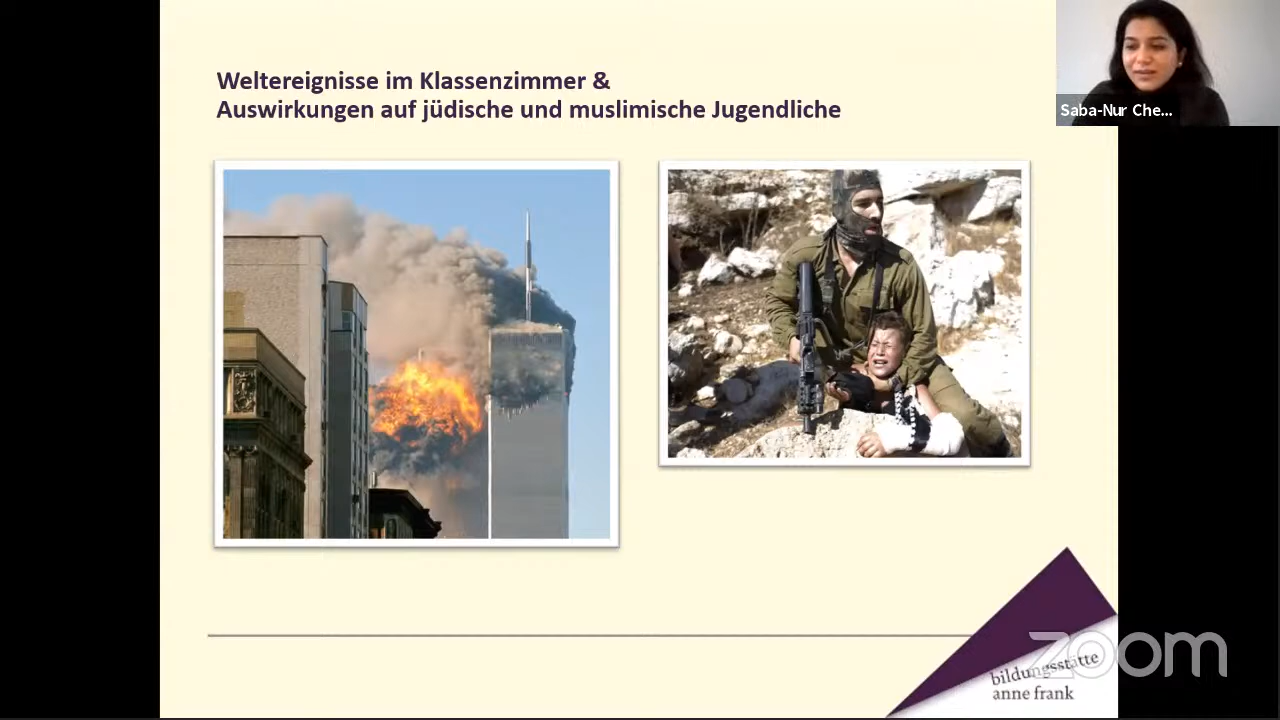 Weltereignisse im Klassenzimmer &
Auswirkungen auf jüdische und muslimische Jugendliche
Saba-Nur Che...
zoom
bildungsstätte
anne frank